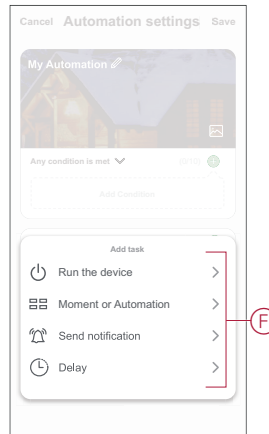 Cancel Automation settings Save
My Automation
Any condition is met (0/10)
Add Condition
Add task
Run the device
Moment or Automation
Send notification
Delay
F